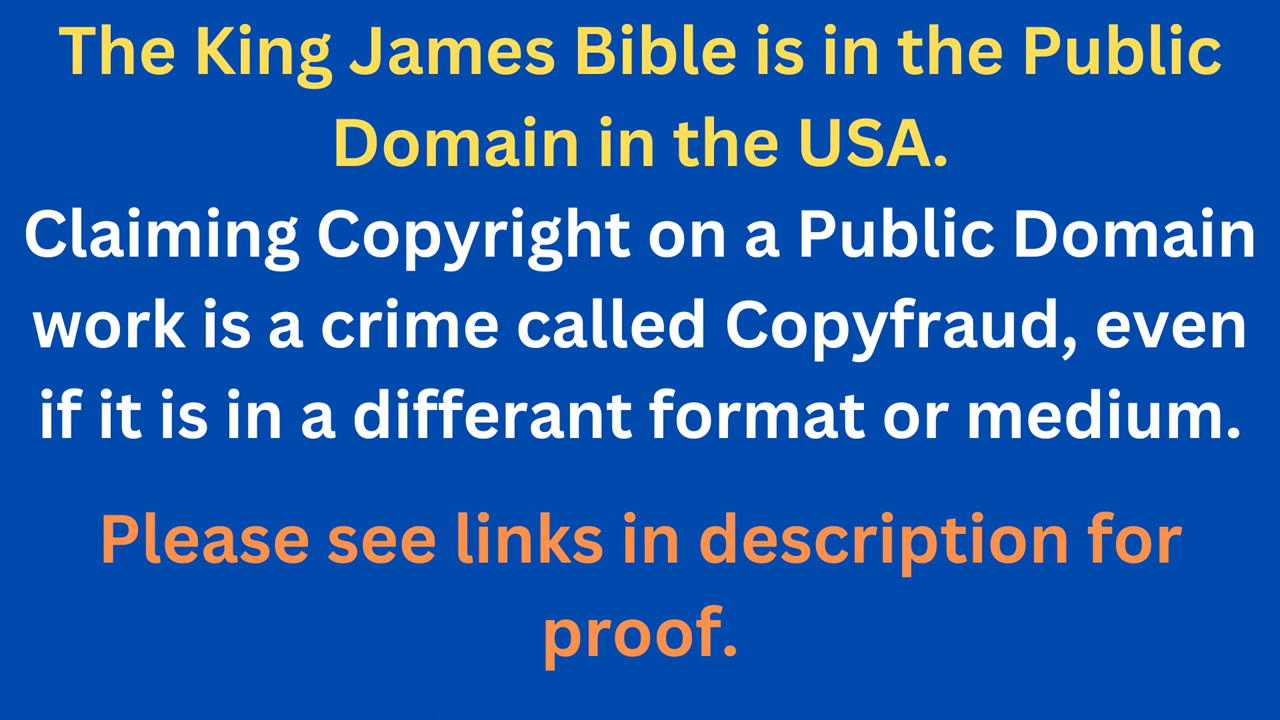 The King James Bible is in the Public
Domain in the USA.
Claiming Copyright on a Public Domain
work is a crime called Copyfraud, even
if it is in a differant format or medium.
Please see links in description for
proof.